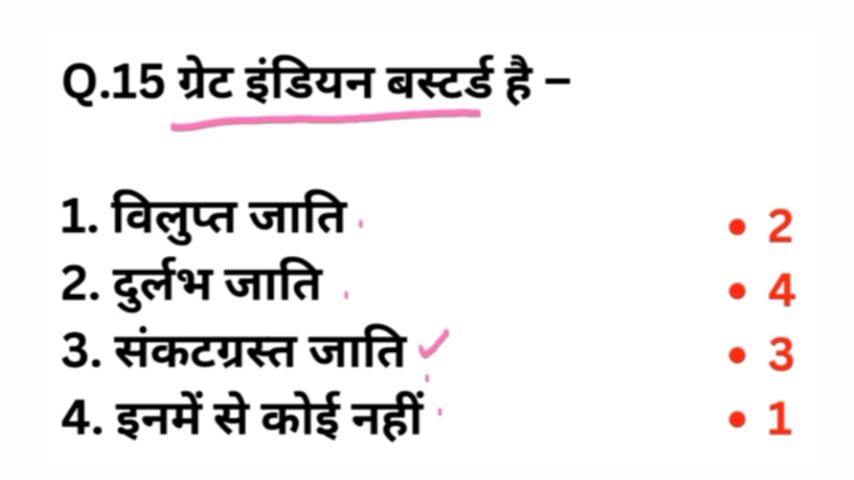 Q.15 ग्रेट इंडियन बस्टर्ड है –
1. विलुप्त जाति
2. दुर्लभ जाति
3. संकटग्रस्त जाति
4. इनमें से कोई नहीं
• 2
• 4
• 3
• 1